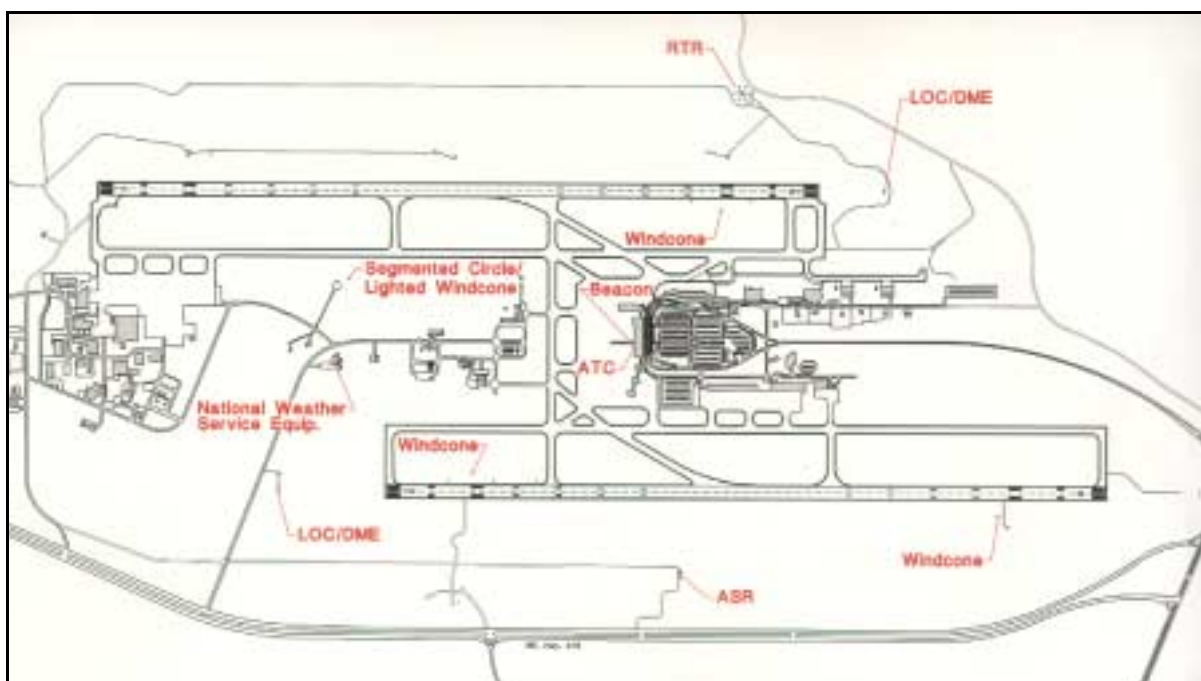 RTR
LOC/DME
Windcone
Segmented Circle/
Lighted Windcone
Beacon
ATC
National Weather
Service Equip.
Windcone
LOC/DME
Windcone
ASR